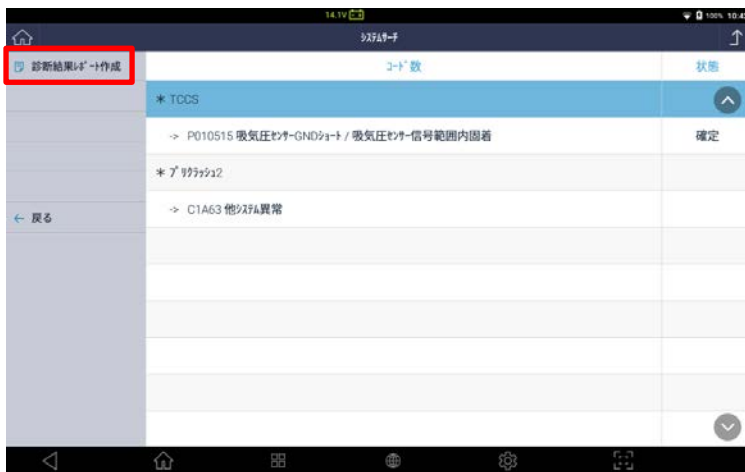 14.1V
100% 10:4
ｼｽﾃﾑｻｰﾁ
診断結果ﾚﾎﾟｰﾄ作成
ｺｰﾄﾞ数
状態
* TCCS
-> P010515 吸気圧ｾﾝｻｰGNDｼｮｰﾄ / 吸気圧ｾﾝｻｰ信号範囲内固着
確定
* ﾌﾟﾘｸﾗｯｼｭ2
← 戻る
-> C1A63 他ｼｽﾃﾑ異常